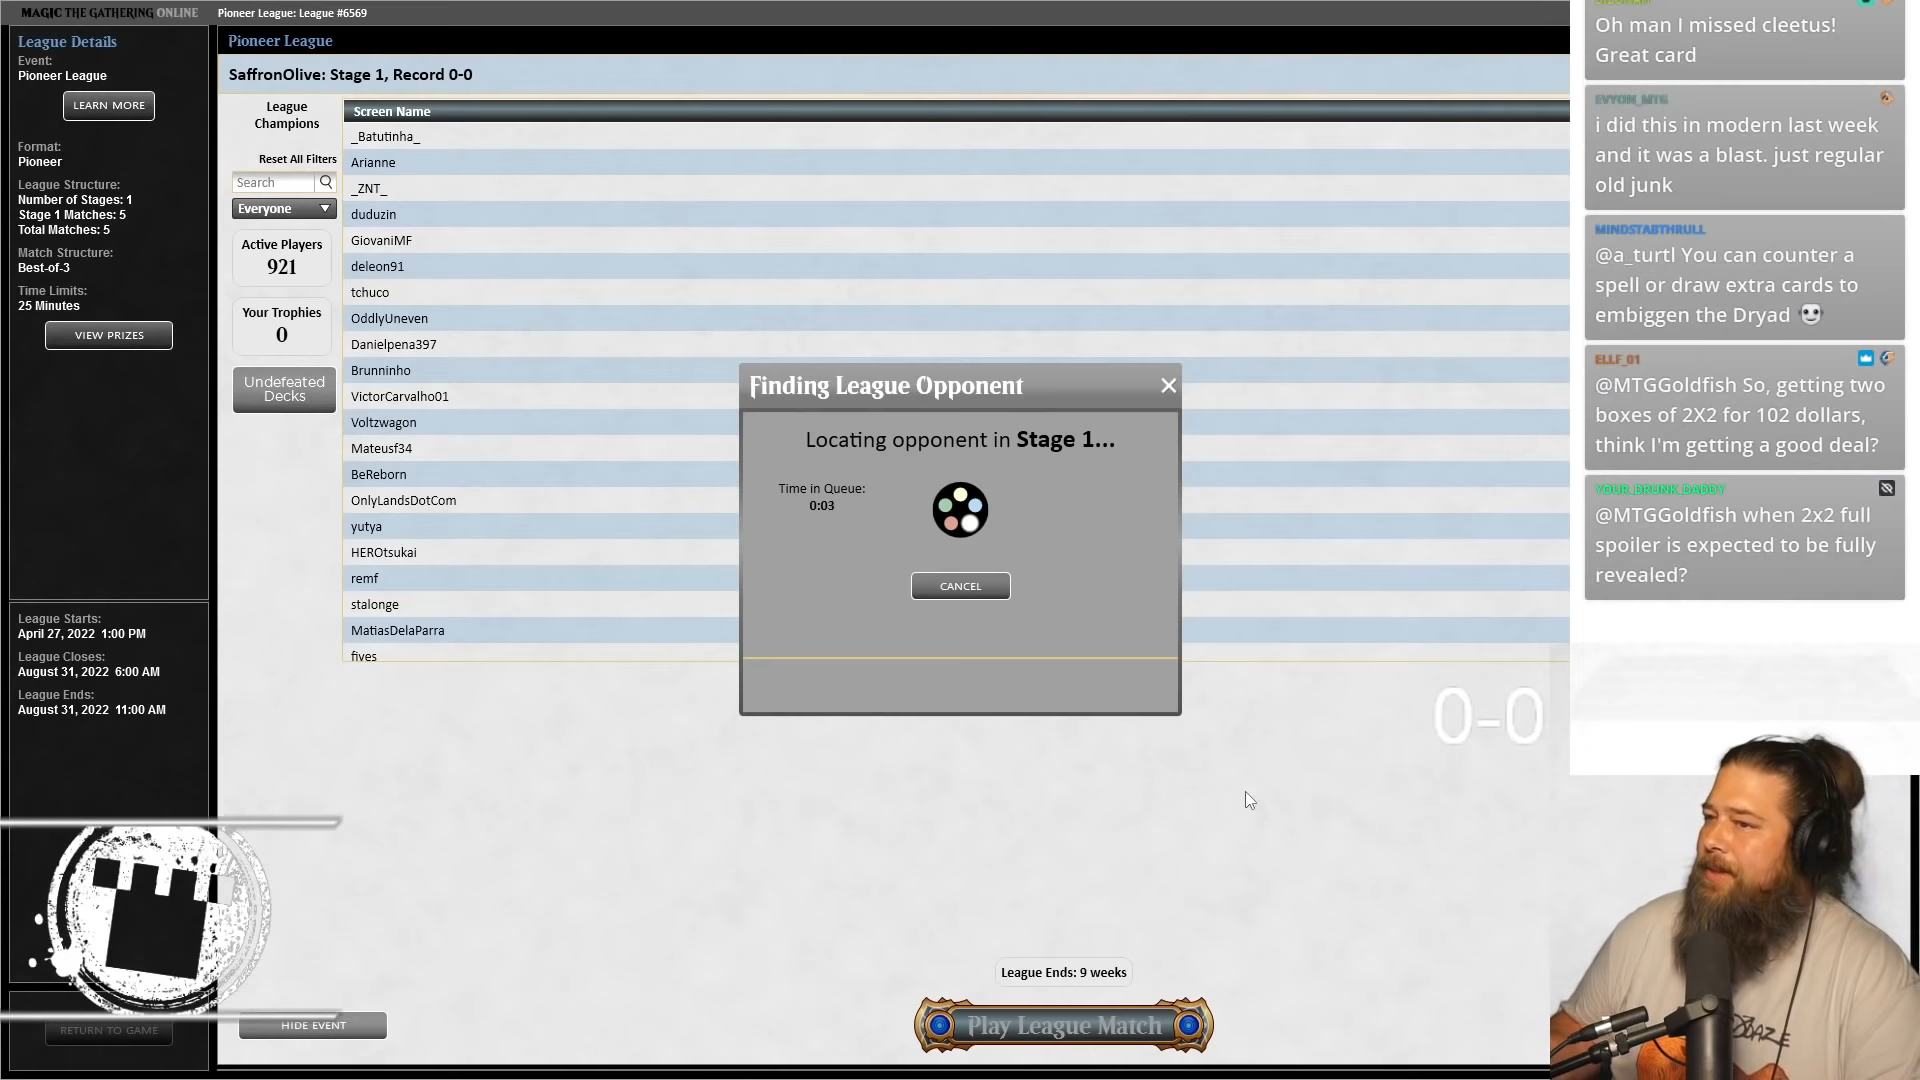 MAGIC THE GATHERING ONLINE
Pioneer League: League #6569
League Details
Event:
Pioneer League
LEARN MORE
Format:
Pioneer
League Structure:
Number of Stages: 1
Stage 1 Matches: 5
Total Matches: 5
Match Structure:
Best-of-3
Time Limits:
25 Minutes
VIEW PRIZES
League Starts:
April 27, 2022 1:00 PM
League Closes:
August 31, 2022 6:00 AM
League Ends:
August 31, 2022 11:00 AM
RETURN TO GAME
Pioneer League
SaffronOlive: Stage 1, Record 0-0
League
Champions
Reset All Filters
Search
Everyone
Active Players
921
Your Trophies
0
Undefeated
Decks
Screen Name
_Batutinha_
Arianne
_ZNT_
duduzin
GiovaniMF
deleon91
tchuco
OddlyUneven
Danielpena397
Brunninho
VictorCarvalho01
Voltzwagon
Mateusf34
BeReborn
OnlyLandsDotCom
yutya
HEROtsukai
remf
stalonge
MatiasDelaParra
fives
Finding League Opponent
Locating opponent in Stage 1...
Time in Queue:
0:03
CANCEL
0-0
League Ends: 9 weeks
Play League Match
HIDE EVENT
Oh man I missed cleetus!
Great card
EVYON_MTG
i did this in modern last week
and it was a blast. just regular
old junk
MINDSTABTHRULL
@a_turtl You can counter a
spell or draw extra cards to
embiggen the Dryad
ELLF_01
@MTGGoldfish So, getting two
boxes of 2X2 for 102 dollars,
think I'm getting a good deal?
YOUR_DRUNK_DADDY
@MTGGoldfish when 2x2 full
spoiler is expected to be fully
revealed?